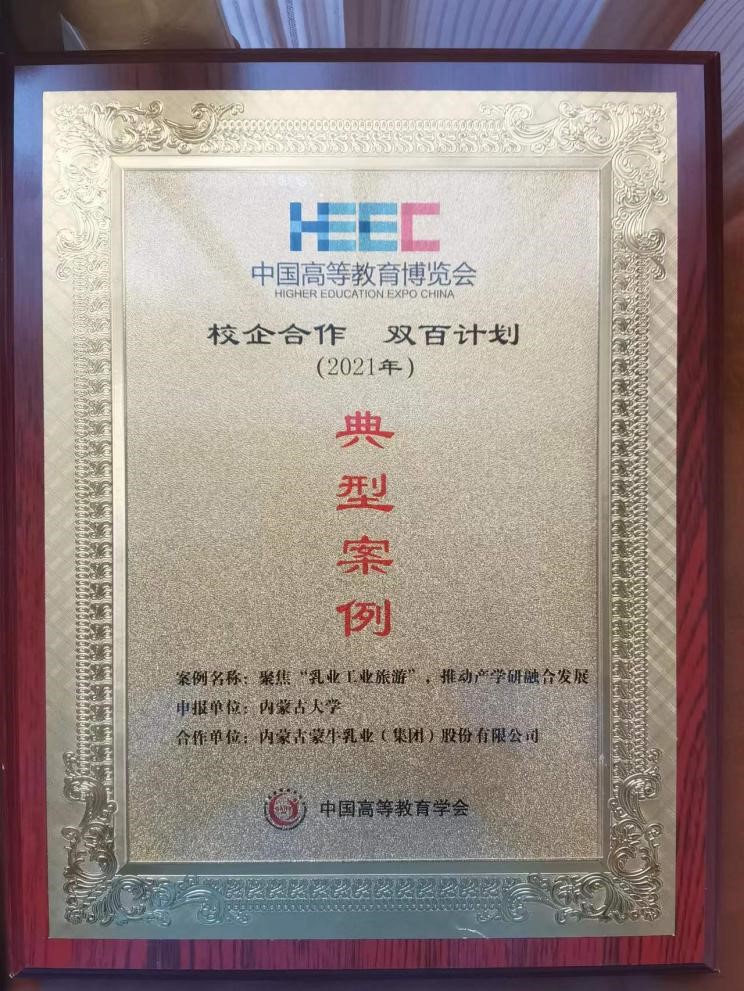 HEEC
中国高等教育博览会
HIGHER EDUCATION EXPO CHINA
校企合作 双百计划
(2021年)
典
型
案
例
案例名称：聚焦“乳业工业旅游”，推动产学研融合发展
申报单位：内蒙古大学
合作单位：内蒙古蒙牛乳业（集团）股份有限公司
中国高等教育学会